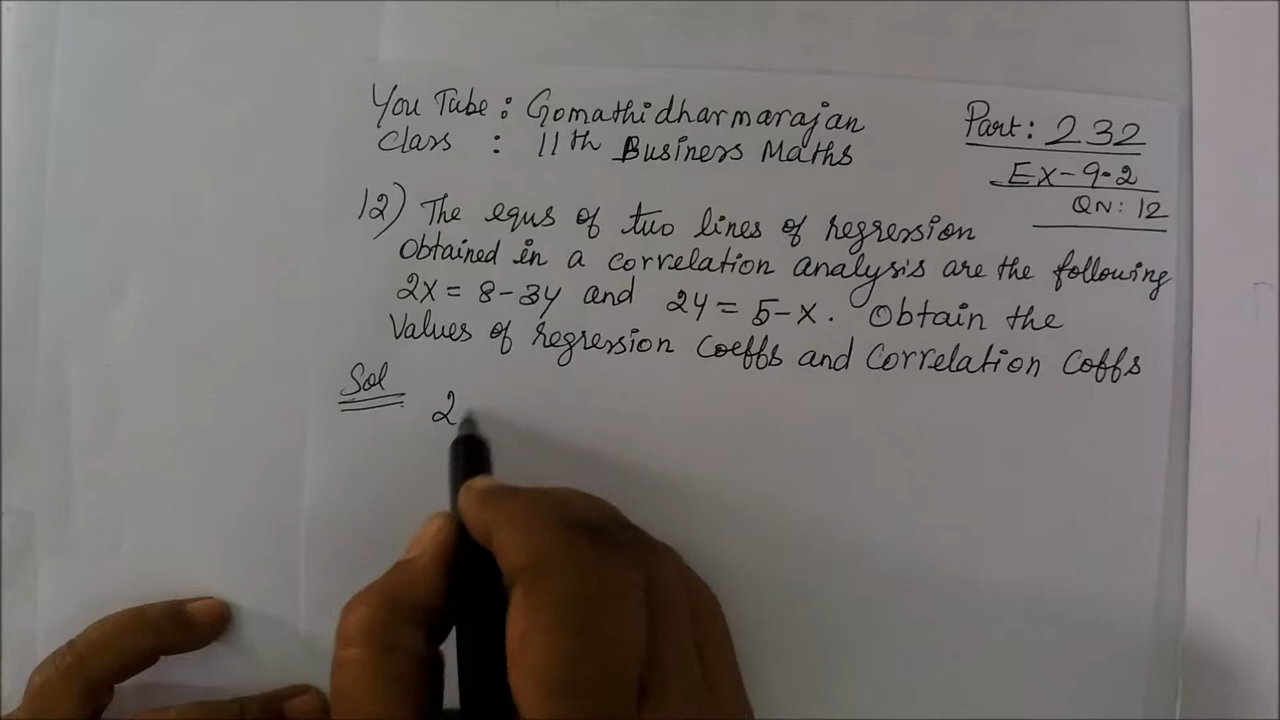 You Tube : Gomathidharmarajan
Class : 11th Business Maths
Part: 232
Ex-9.2
QN: 12
12) The equs of two lines of regression
Obtained in a correlation analysis are the following
2x = 8-3y and 2y = 5-x. Obtain the
Values of regression Coeffs and Correlation Coffs
Sol
2